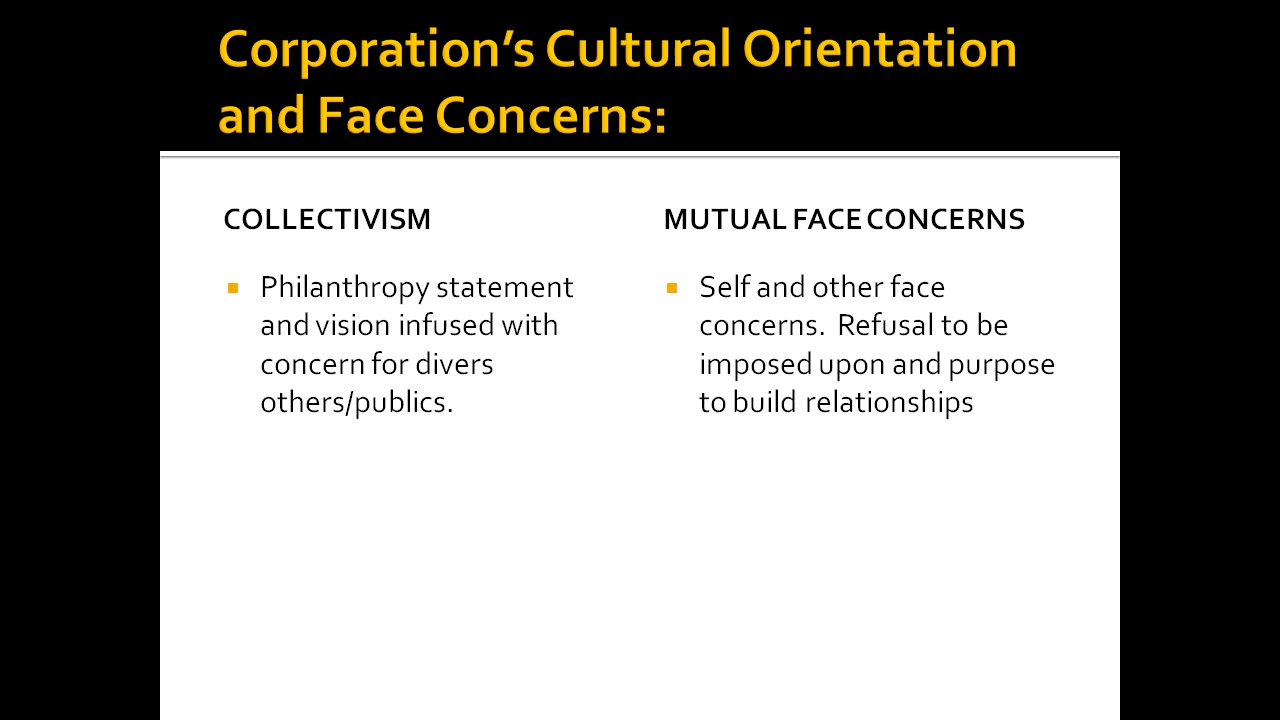 Corporation’s Cultural Orientation
and Face Concerns:
COLLECTIVISM
Philanthropy statement
and vision infused with
concern for divers
others/publics.
MUTUAL FACE CONCERNS
Self and other face
concerns.  Refusal to be
imposed upon and purpose
to build relationships